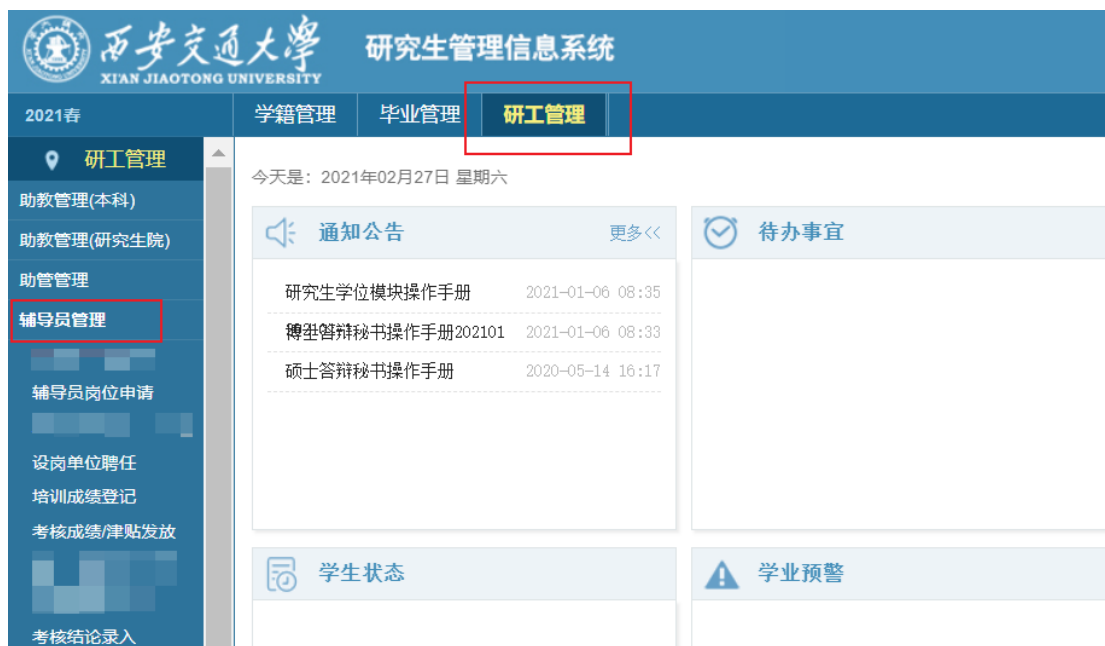 西安交通大學 研究生管理信息系统
XI'AN JIAOTONG UNIVERSITY
2021春 学籍管理 毕业管理 研工管理
研工管理
今天是：2021年02月27日 星期六
助教管理(本科)
助教管理(研究生院)
通知公告 更多<< 待办事宜
助管管理
研究生学位模块操作手册 2021-01-06 08:35
辅导员管理
答辩秘书操作手册202101 2021-01-06 08:33
硕士答辩秘书操作手册 2020-05-14 16:17
辅导员岗位申请
设岗单位聘任
培训成绩登记
考核成绩/津贴发放
学生状态 学业预警
考核结论录入